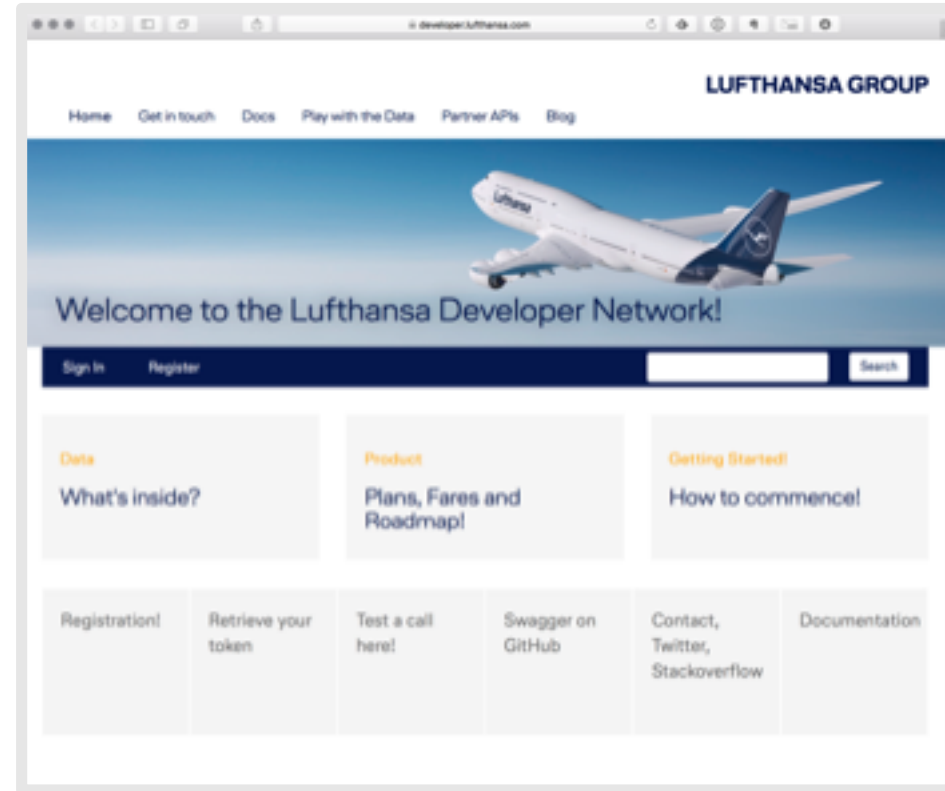 developer.lufthansa.com
LUFTHANSA GROUP
Home Get in touch Docs Play with the Data Partner APIs Blog
Lufthansa
Welcome to the Lufthansa Developer Network!
Sign In Register Search
Data
What's inside?
Product
Plans, Fares and
Roadmap!
Getting Started!
How to commence!
Registration!
Retrieve your
token
Test a call
here!
Swagger on
GitHub
Contact,
Twitter,
Stackoverflow
Documentation